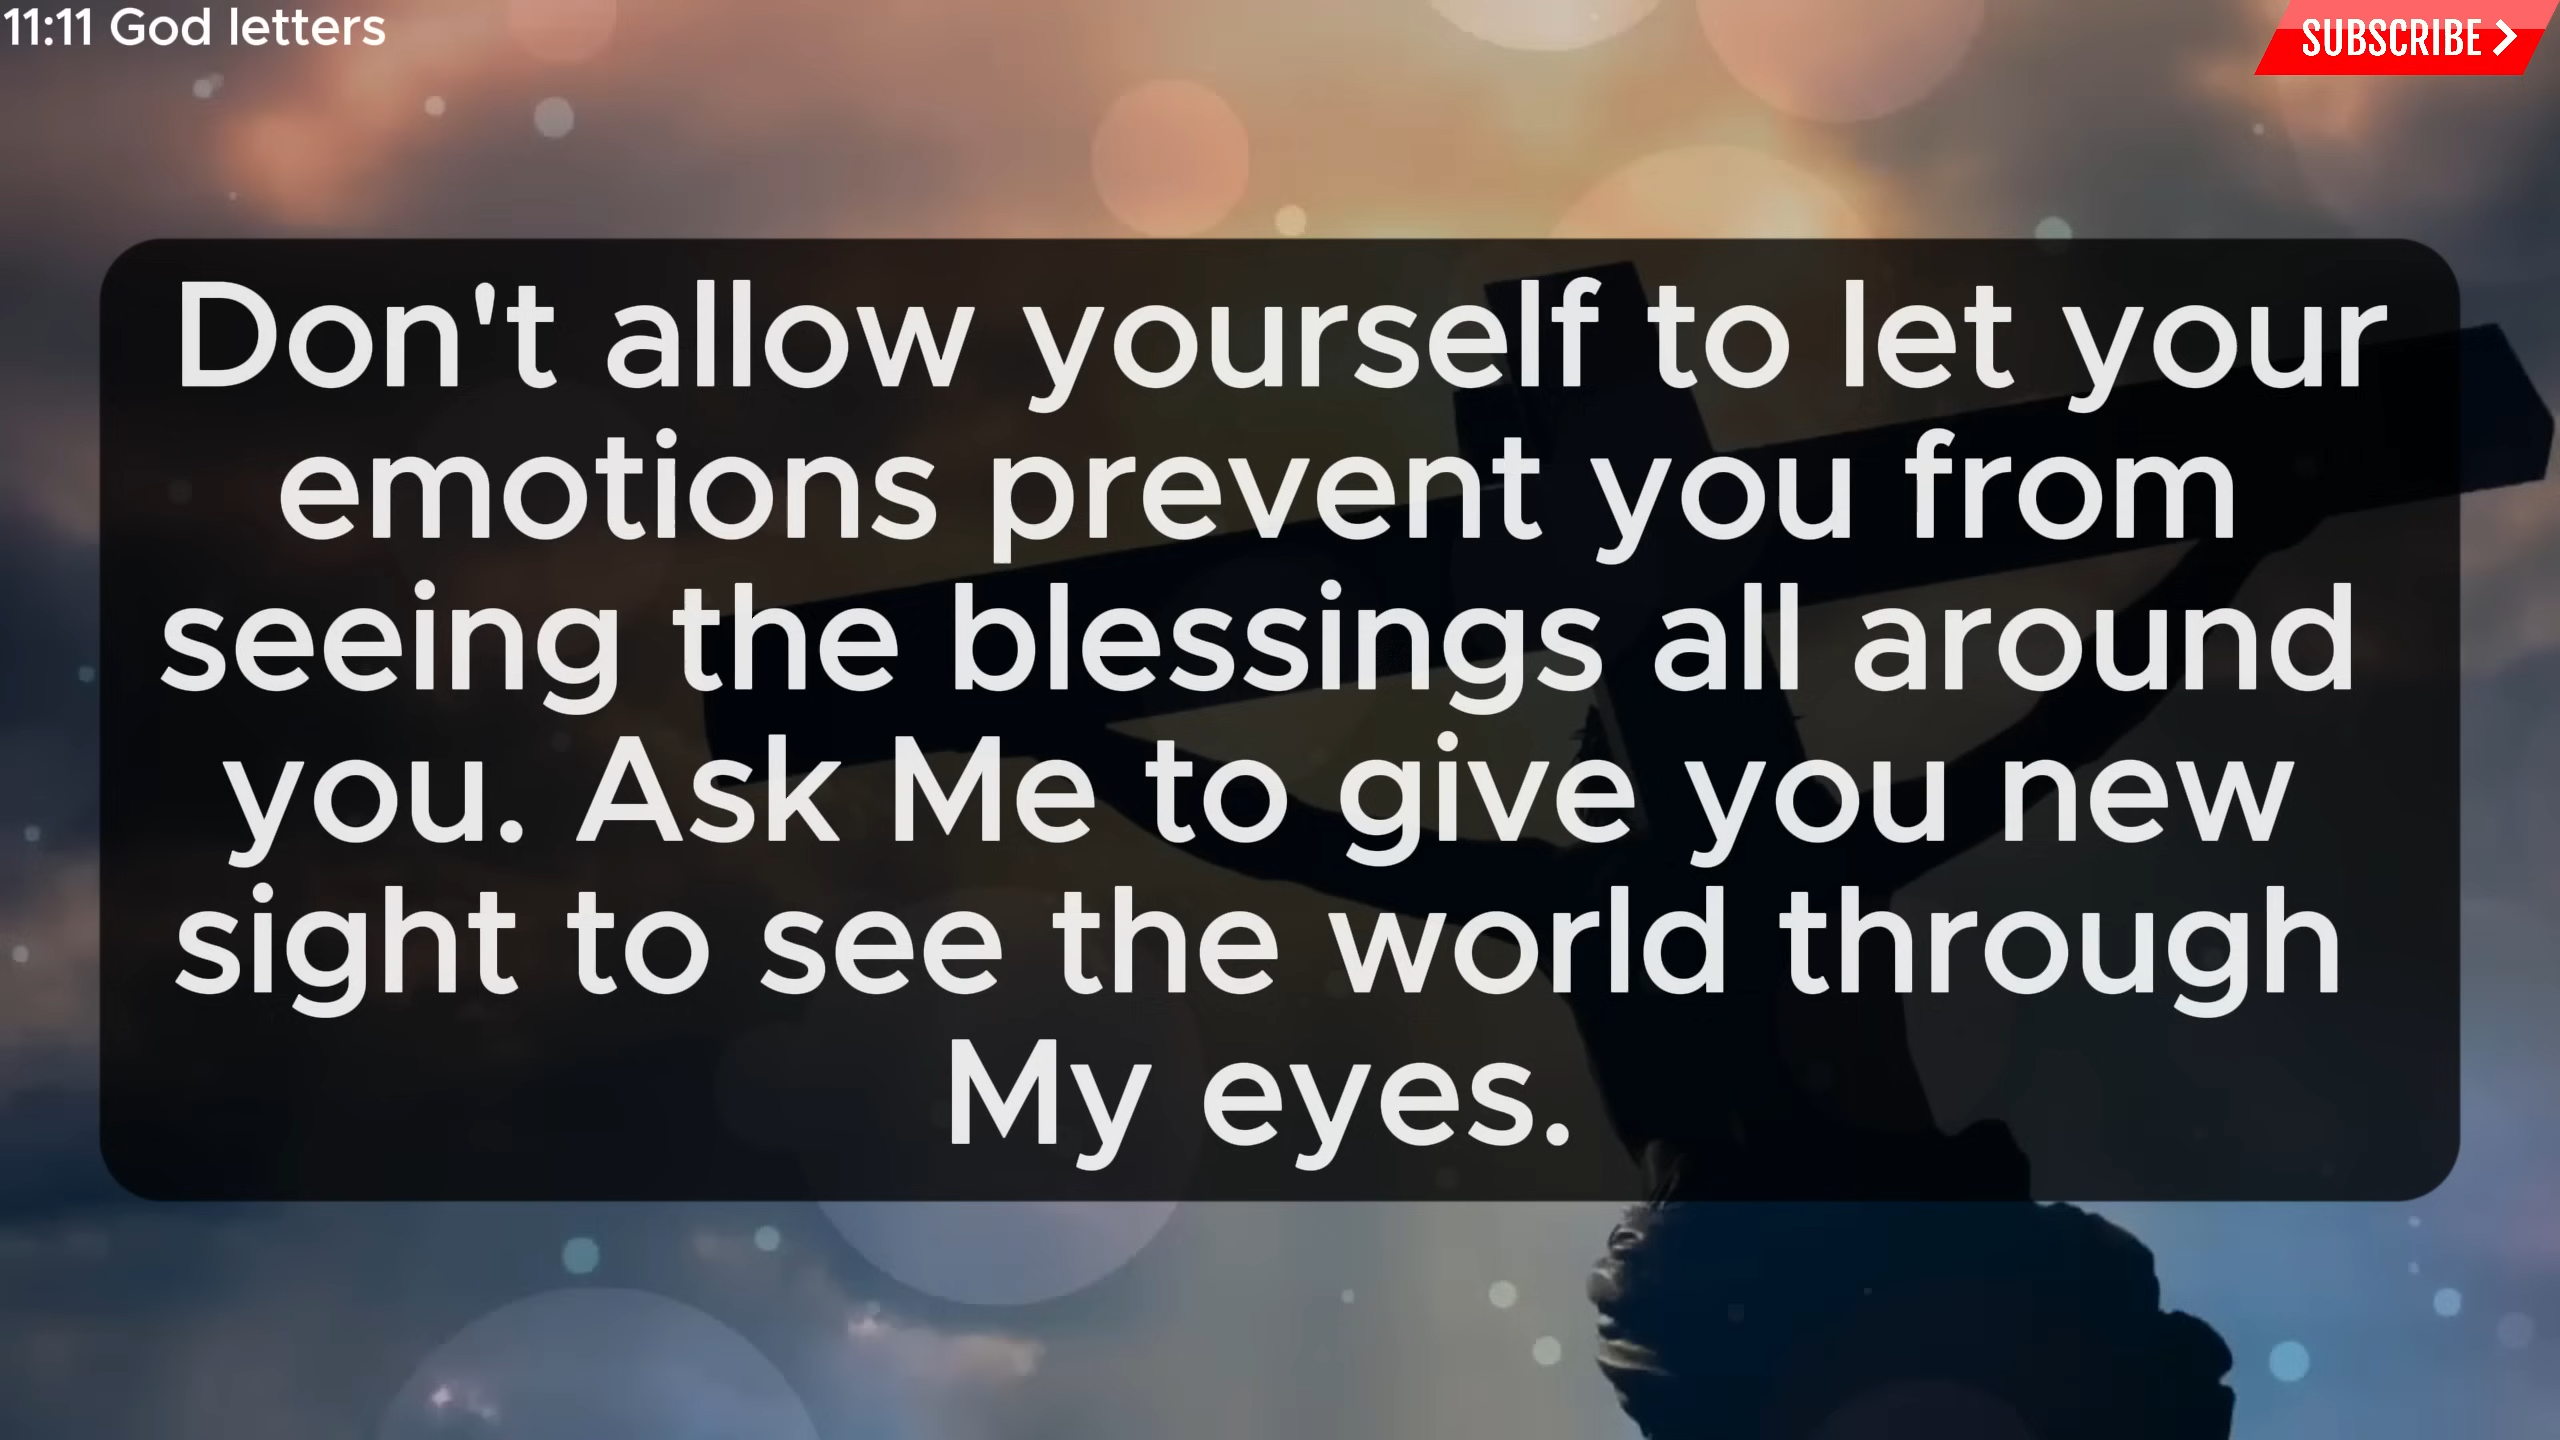 11:11 God letters
SUBSCRIBE
Don't allow yourself to let your
emotions prevent you from
seeing the blessings all around
you. Ask Me to give you new
sight to see the world through
My eyes.